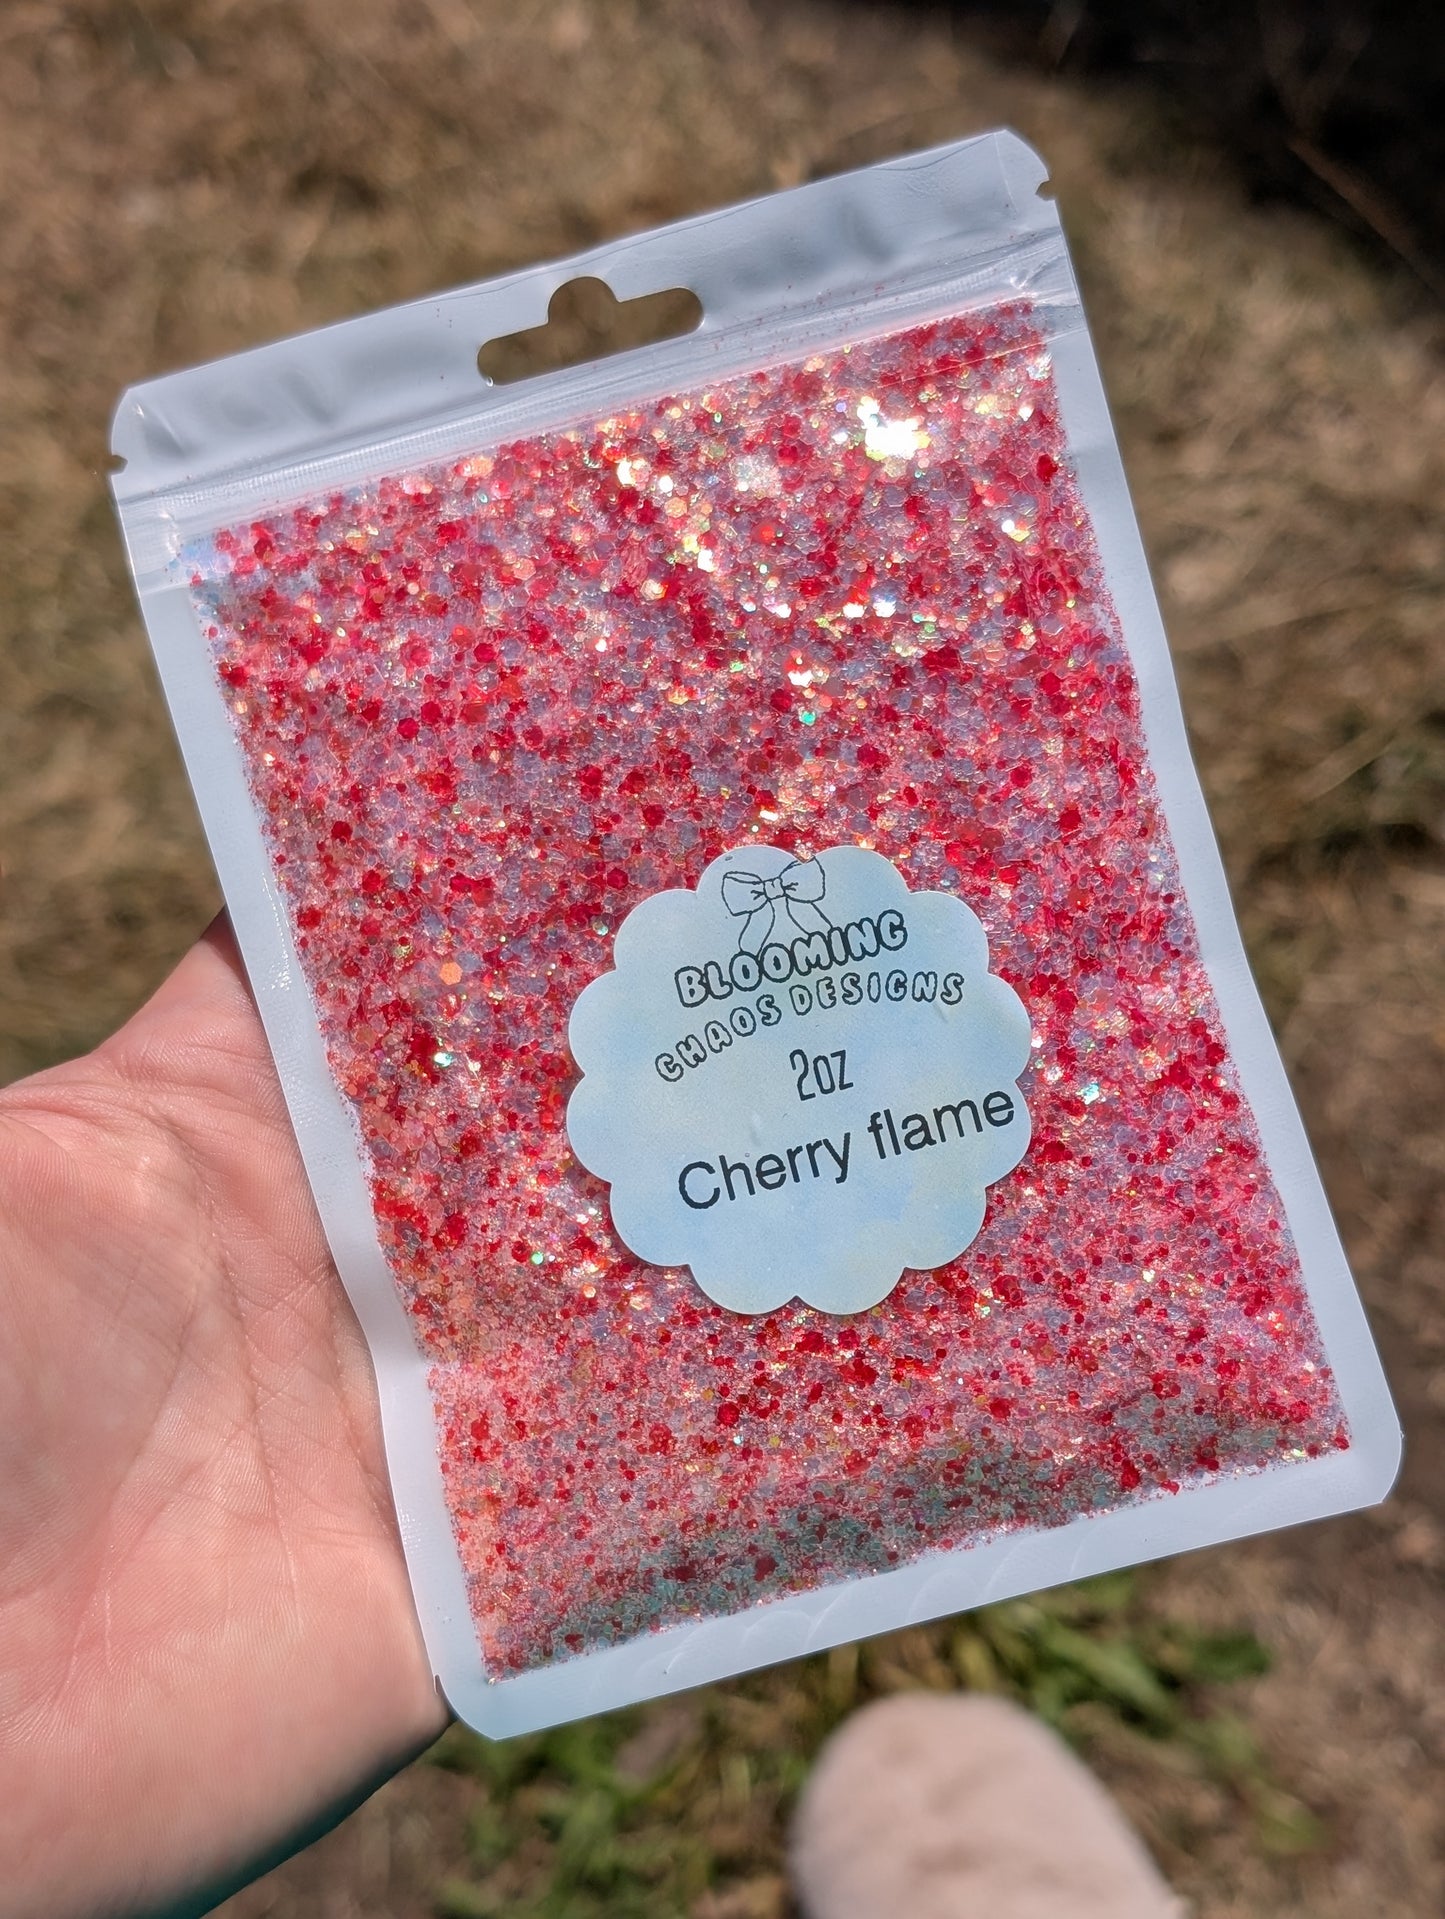 BLOOMING
CHAOS DESIGNS
2oz
Cherry flame